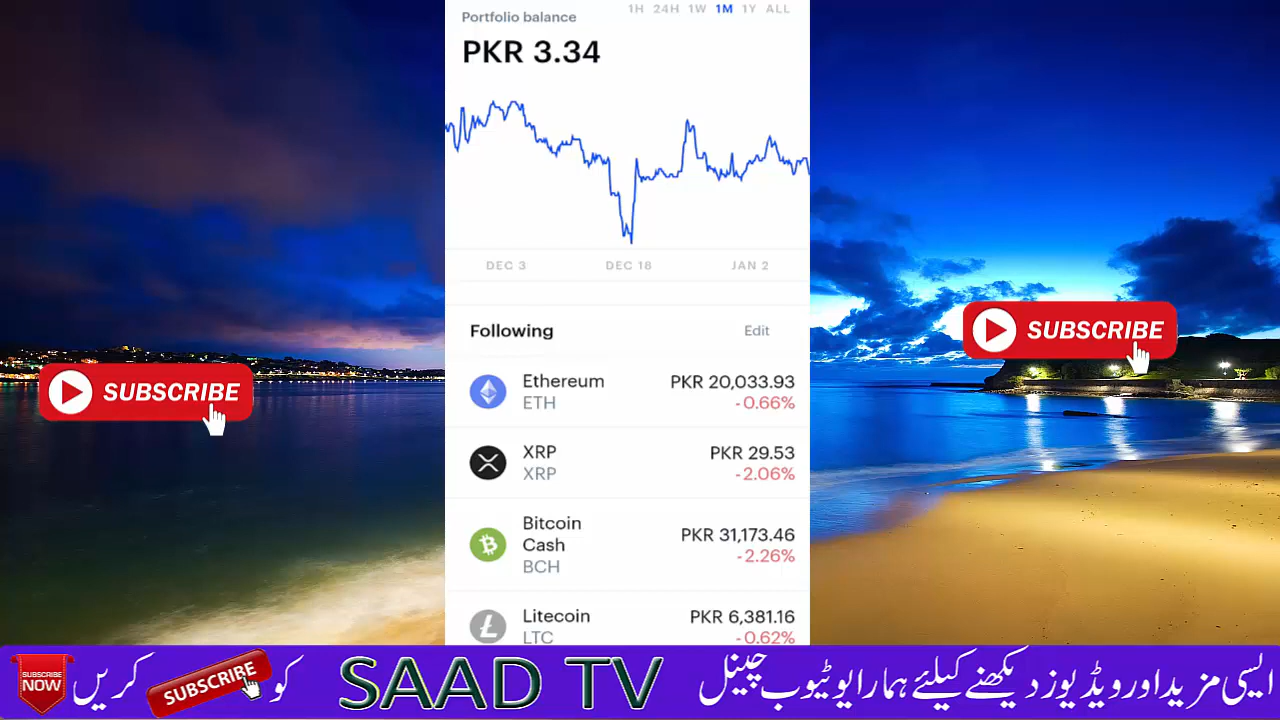 Portfolio balance
1H 24H 1W 1M 1Y ALL
PKR 3.34
DEC 3 DEC 18 JAN 2
Following Edit
Ethereum PKR 20,033.93
ETH -0.66%
XRP PKR 29.53
XRP -2.06%
Bitcoin
Cash PKR 31,173.46
BCH -2.26%
Litecoin PKR 6,381.16
LTC -0.62%
SUBSCRIBE
SUBSCRIBE
ایسی مزید اور ویڈیوز دیکھنے کیلئے ہمارا یوٹیوب چینل SAAD TV کو SUBSCRIBE کریں
SUBSCRIBE
NOW